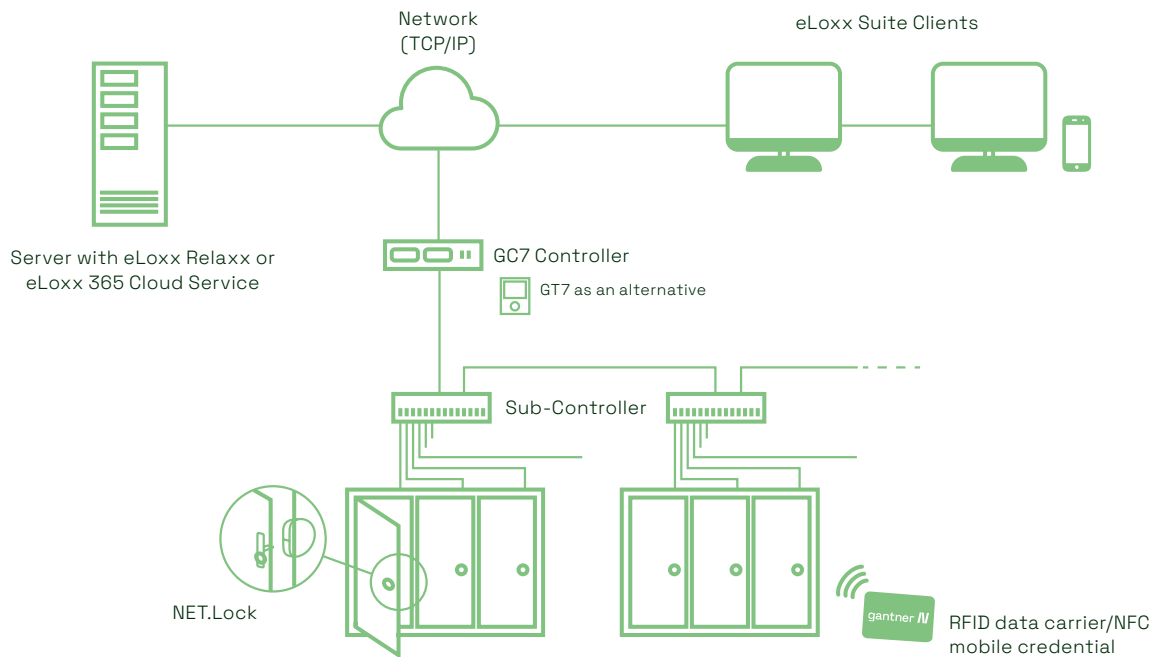 Network
(TCP/IP)
eLoxx Suite Clients
Server with eLoxx Relaxx or
eLoxx 365 Cloud Service
GC7 Controller
GT7 as an alternative
Sub-Controller
NET.Lock
gantner
RFID data carrier/NFC
mobile credential